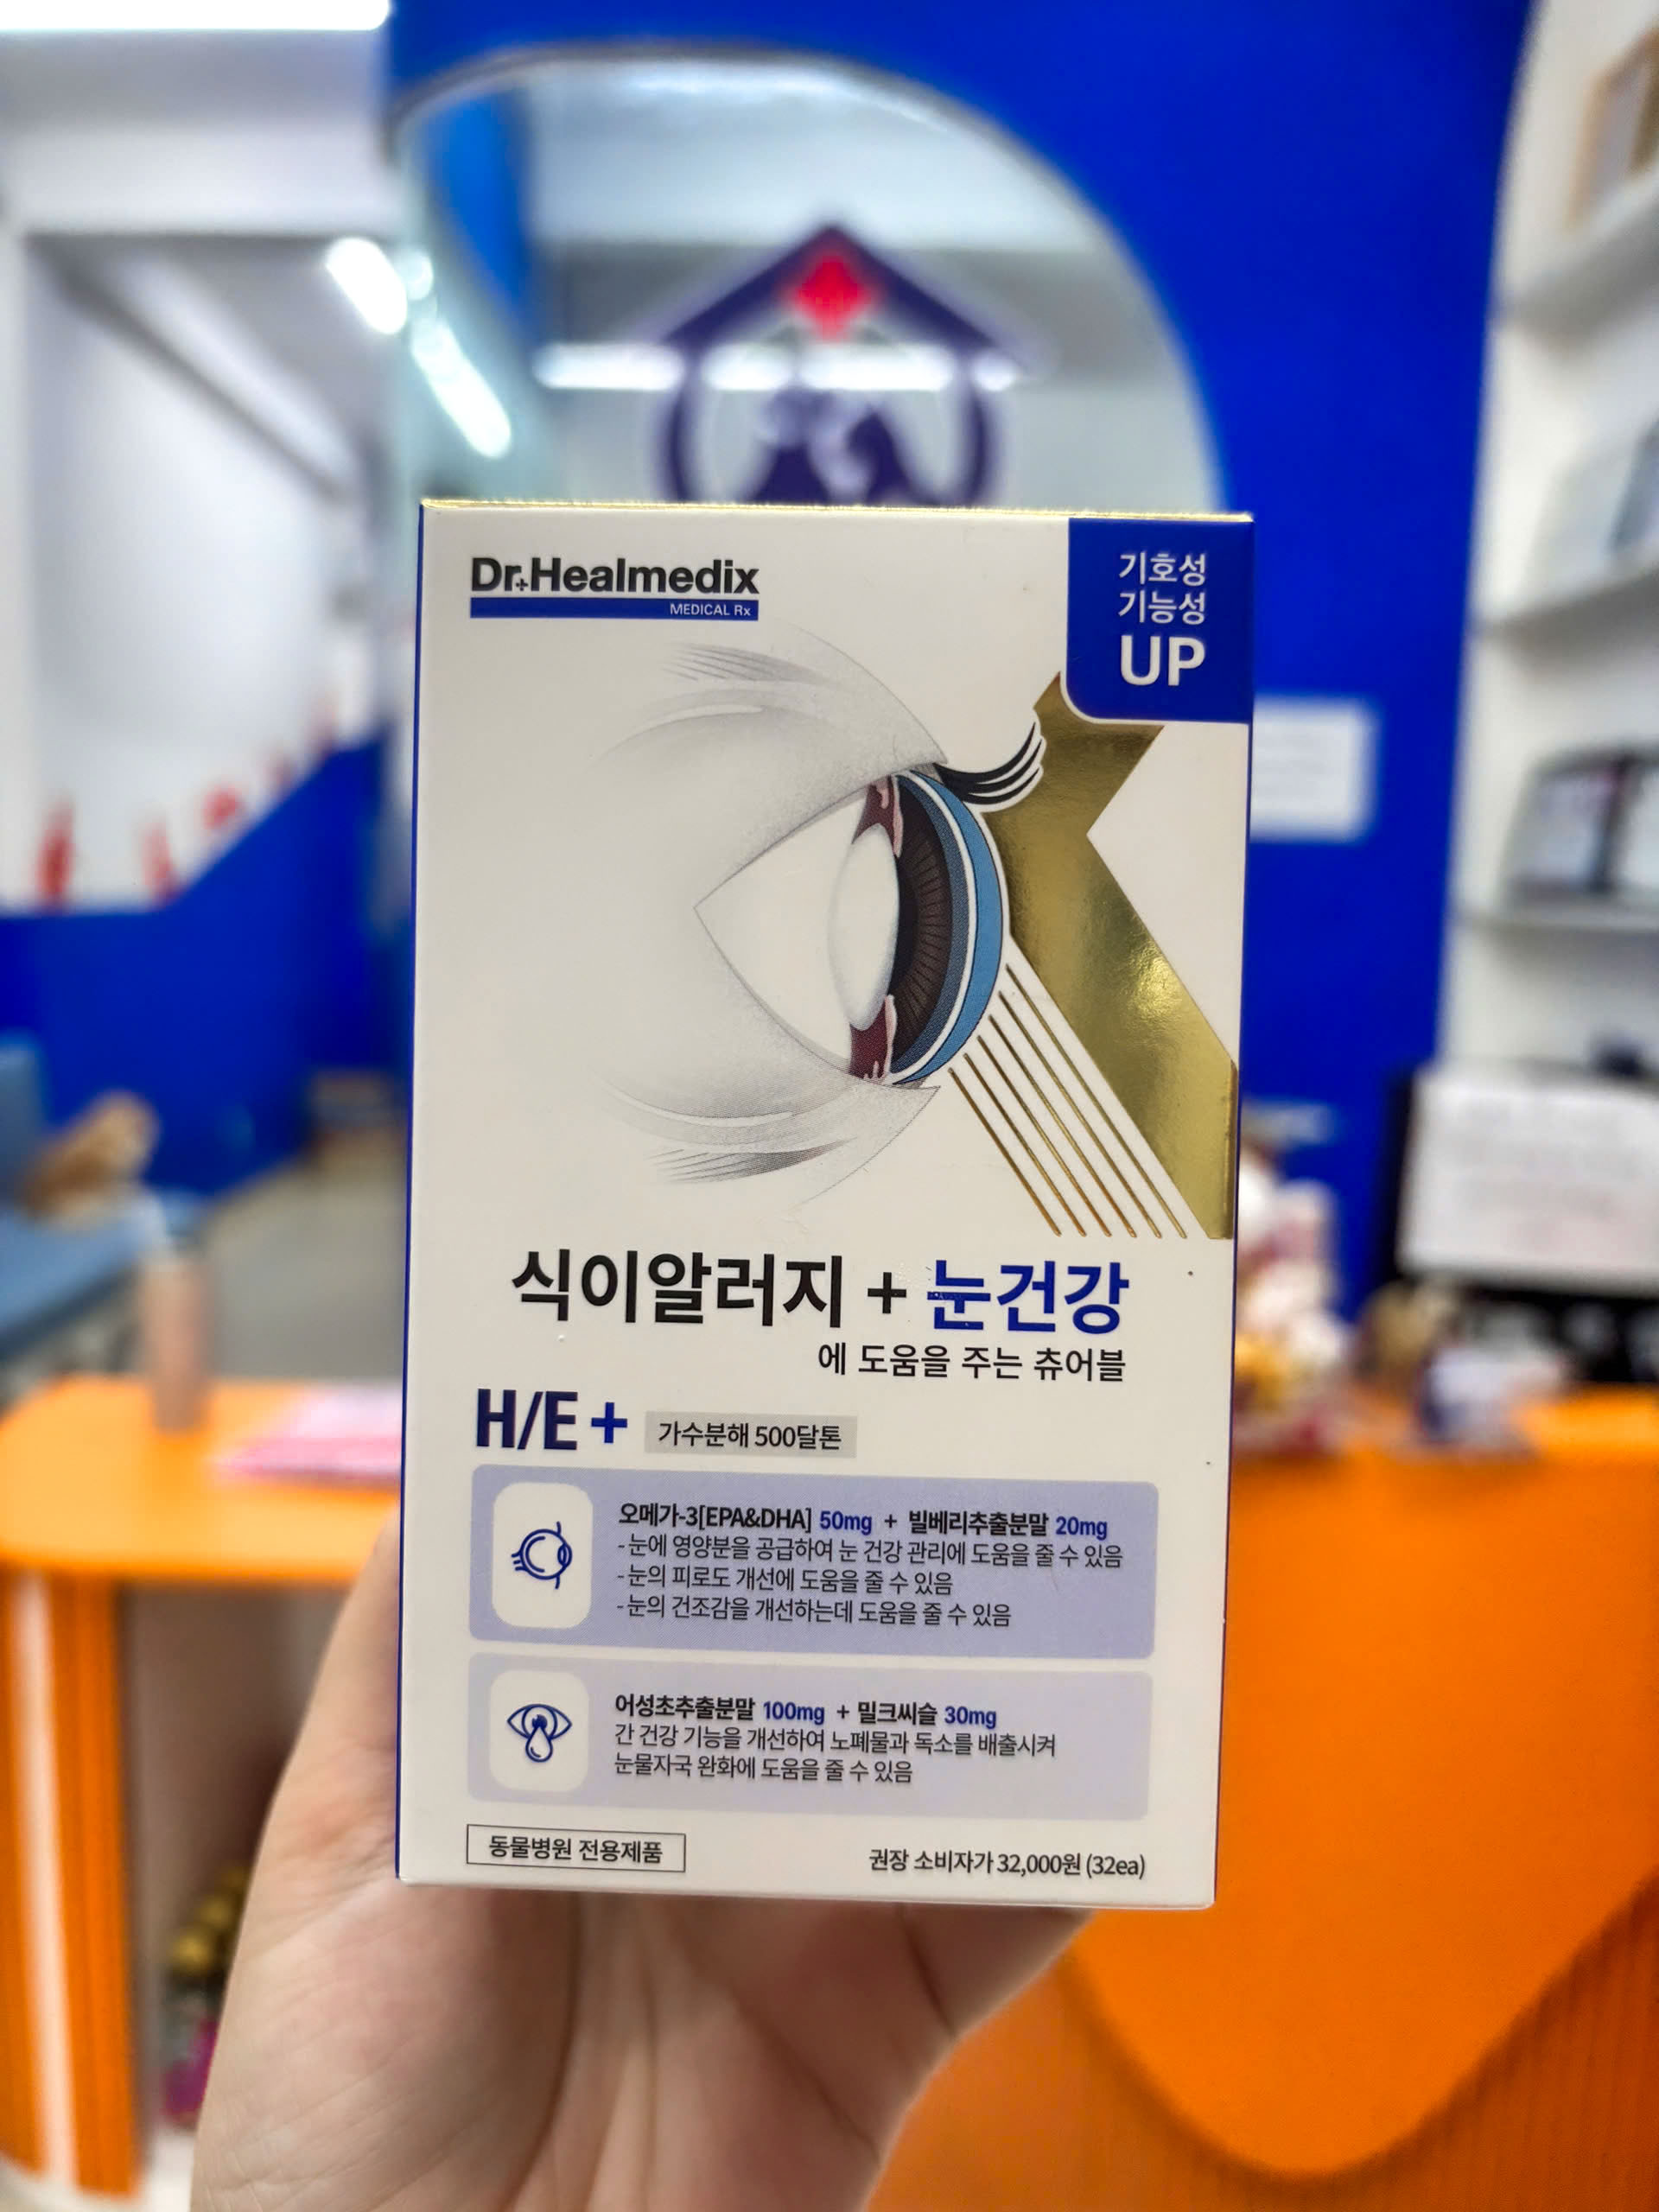 Dr.Healmedix
MEDICAL Rx
기호성
기능성
UP
식이알러지 + 눈건강
에 도움을 주는 츄어블
H/E+ 가수분해 500달톤
오메가-3[EPA&DHA] 50mg + 빌베리추출분말 20mg
- 눈에 영양분을 공급하여 눈 건강 관리에 도움을 줄 수 있음
- 눈의 피로도 개선에 도움을 줄 수 있음
- 눈의 건조감을 개선하는데 도움을 줄 수 있음
어성초추출분말 100mg + 밀크씨슬 30mg
간 건강 기능을 개선하여 노폐물과 독소를 배출시켜
눈물자국 완화에 도움을 줄 수 있음
동물병원 전용제품
권장 소비자가 32,000원 (32ea)